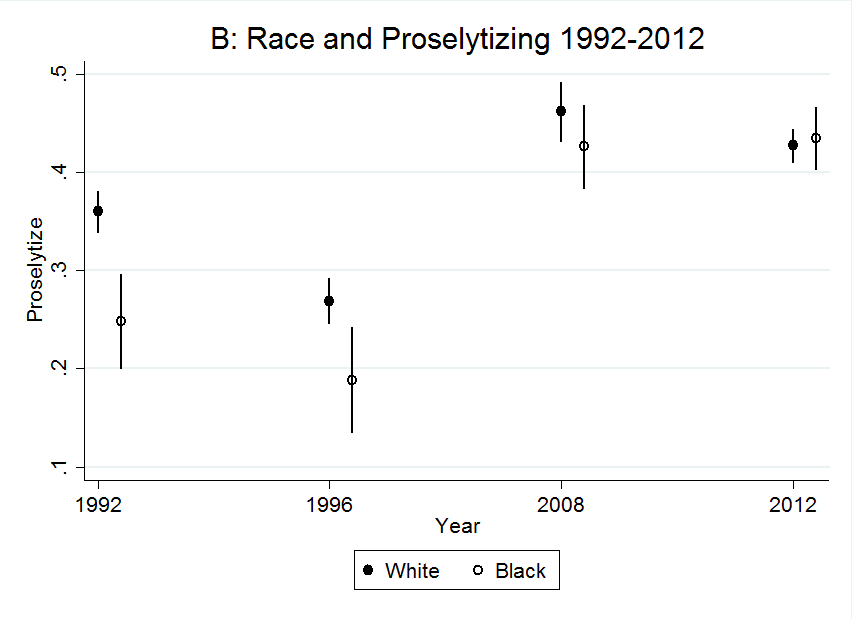 B: Race and Proselytizing 1992-2012
.5
.4
.3
.2
.1
Proselytize
1992 1996 2008 2012
Year
White Black